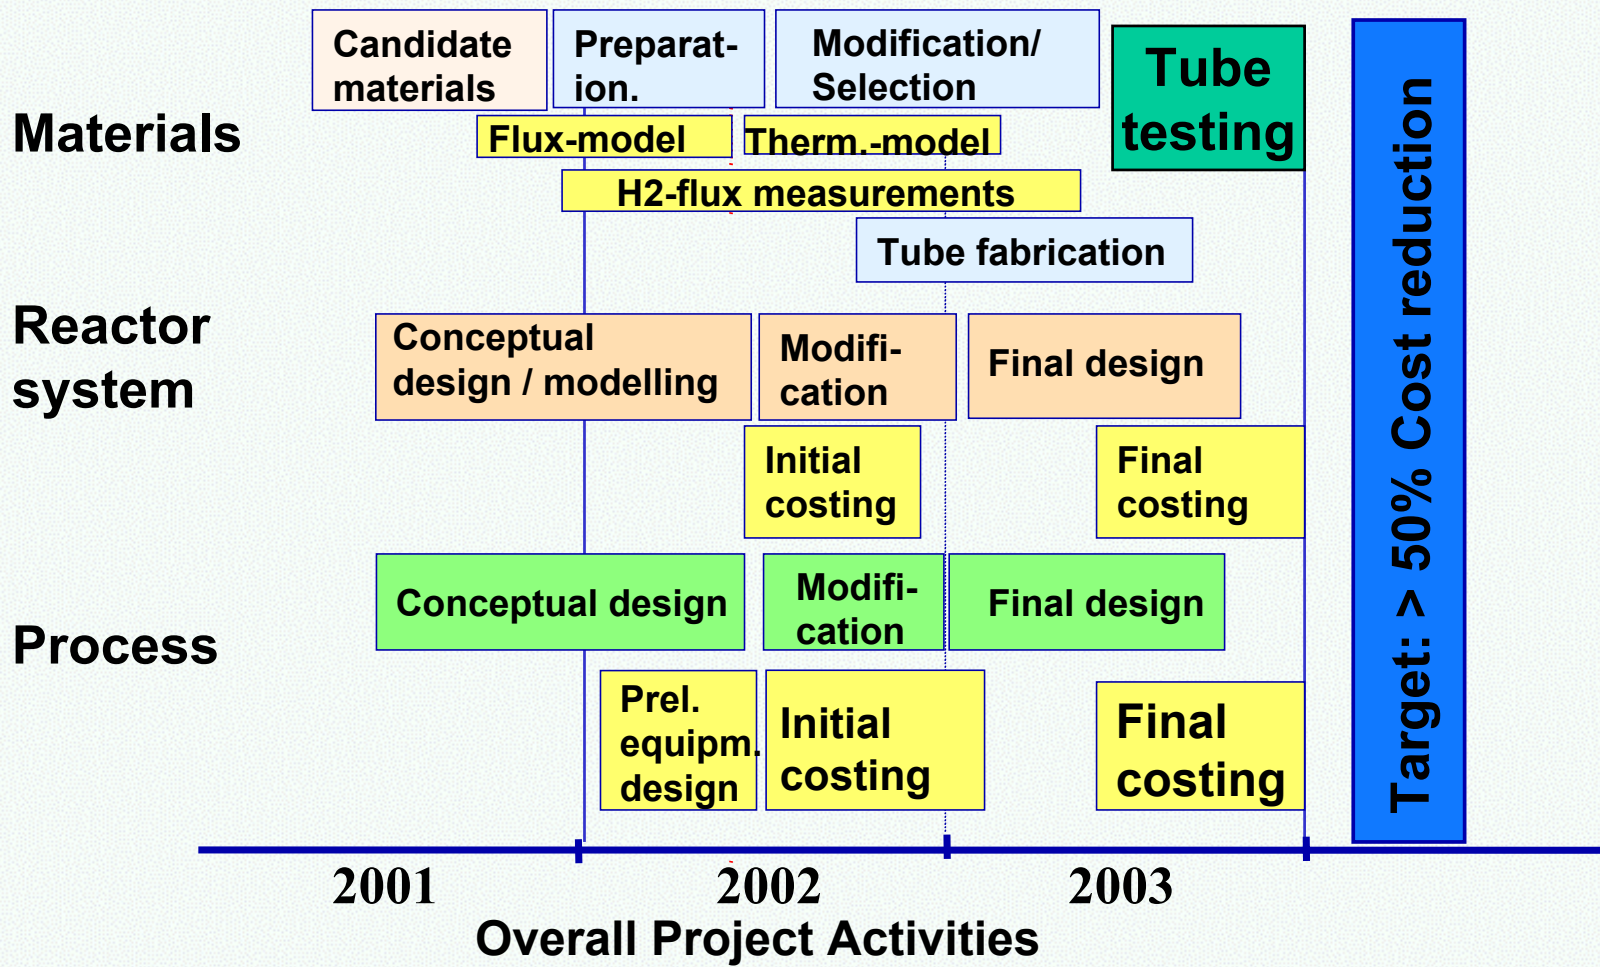 Candidate
materials
Preparat-
ion.
Modification/
Selection
Tube
testing
Materials
Flux-model
Therm.-model
H2-flux measurements
Tube fabrication
Reactor
system
Conceptual
design / modelling
Modifi-
cation
Final design
Initial
costing
Final
costing
Process
Conceptual design
Modifi-
cation
Final design
Prel.
equipm.
design
Initial
costing
Final
costing
Target: > 50% Cost reduction
2001
2002
2003
Overall Project Activities